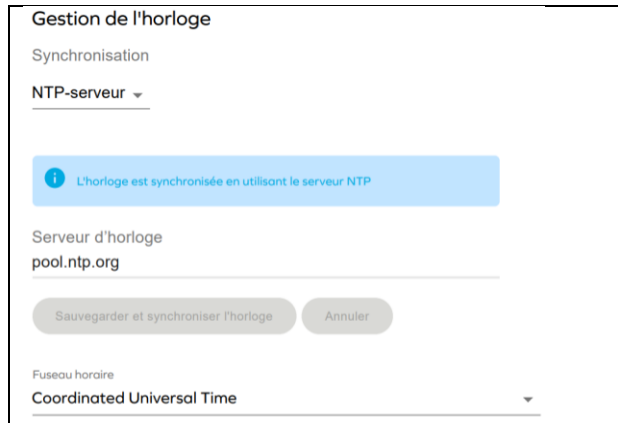 Gestion de l'horloge
Synchronisation
NTP-serveur
L'horloge est synchronisée en utilisant le serveur NTP
Serveur d'horloge
pool.ntp.org
Sauvegarder et synchroniser l'horloge Annuler
Fuseau horaire
Coordinated Universal Time